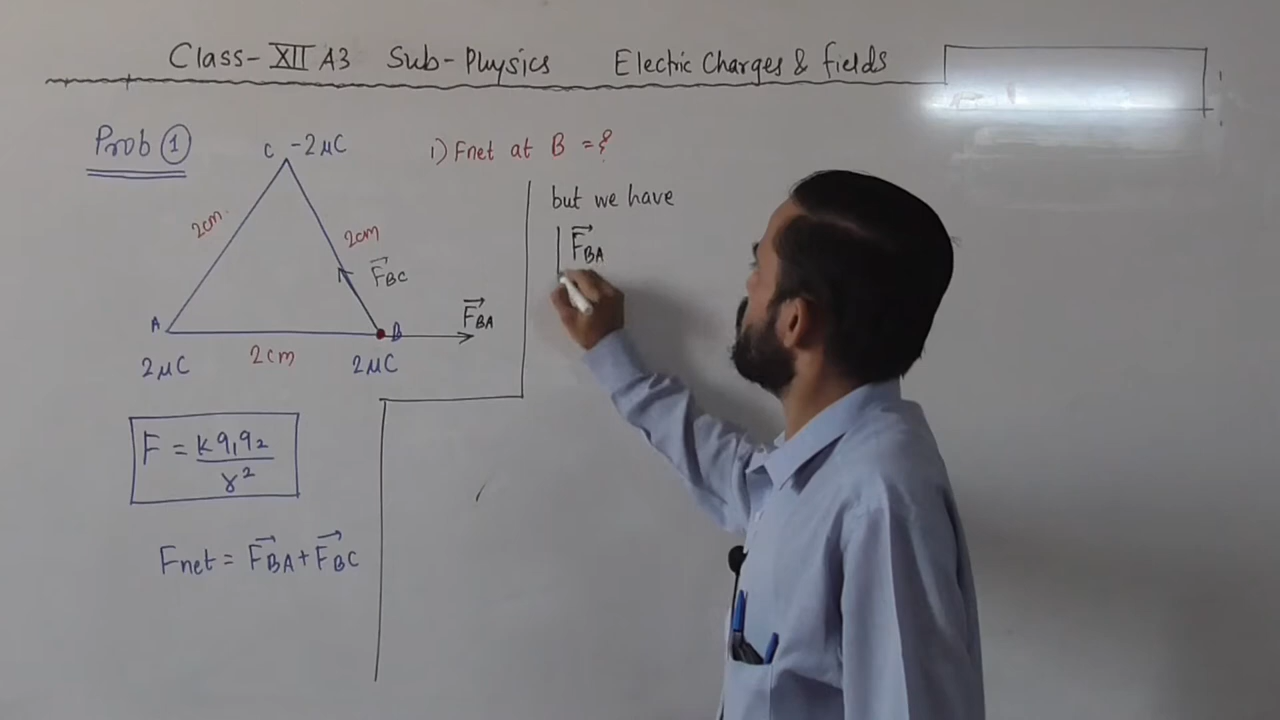 Class-XII A3 Sub-Physics Electric Charges & fields
Prob ①
C -2μC
2cm.
2cm
F⃗BC
A
B
F⃗BA
2μC
2cm
2μC
F = kq₁q₂/r²
Fnet = F⃗BA + F⃗BC
1) Fnet at B = ?
but we have
|F⃗BA